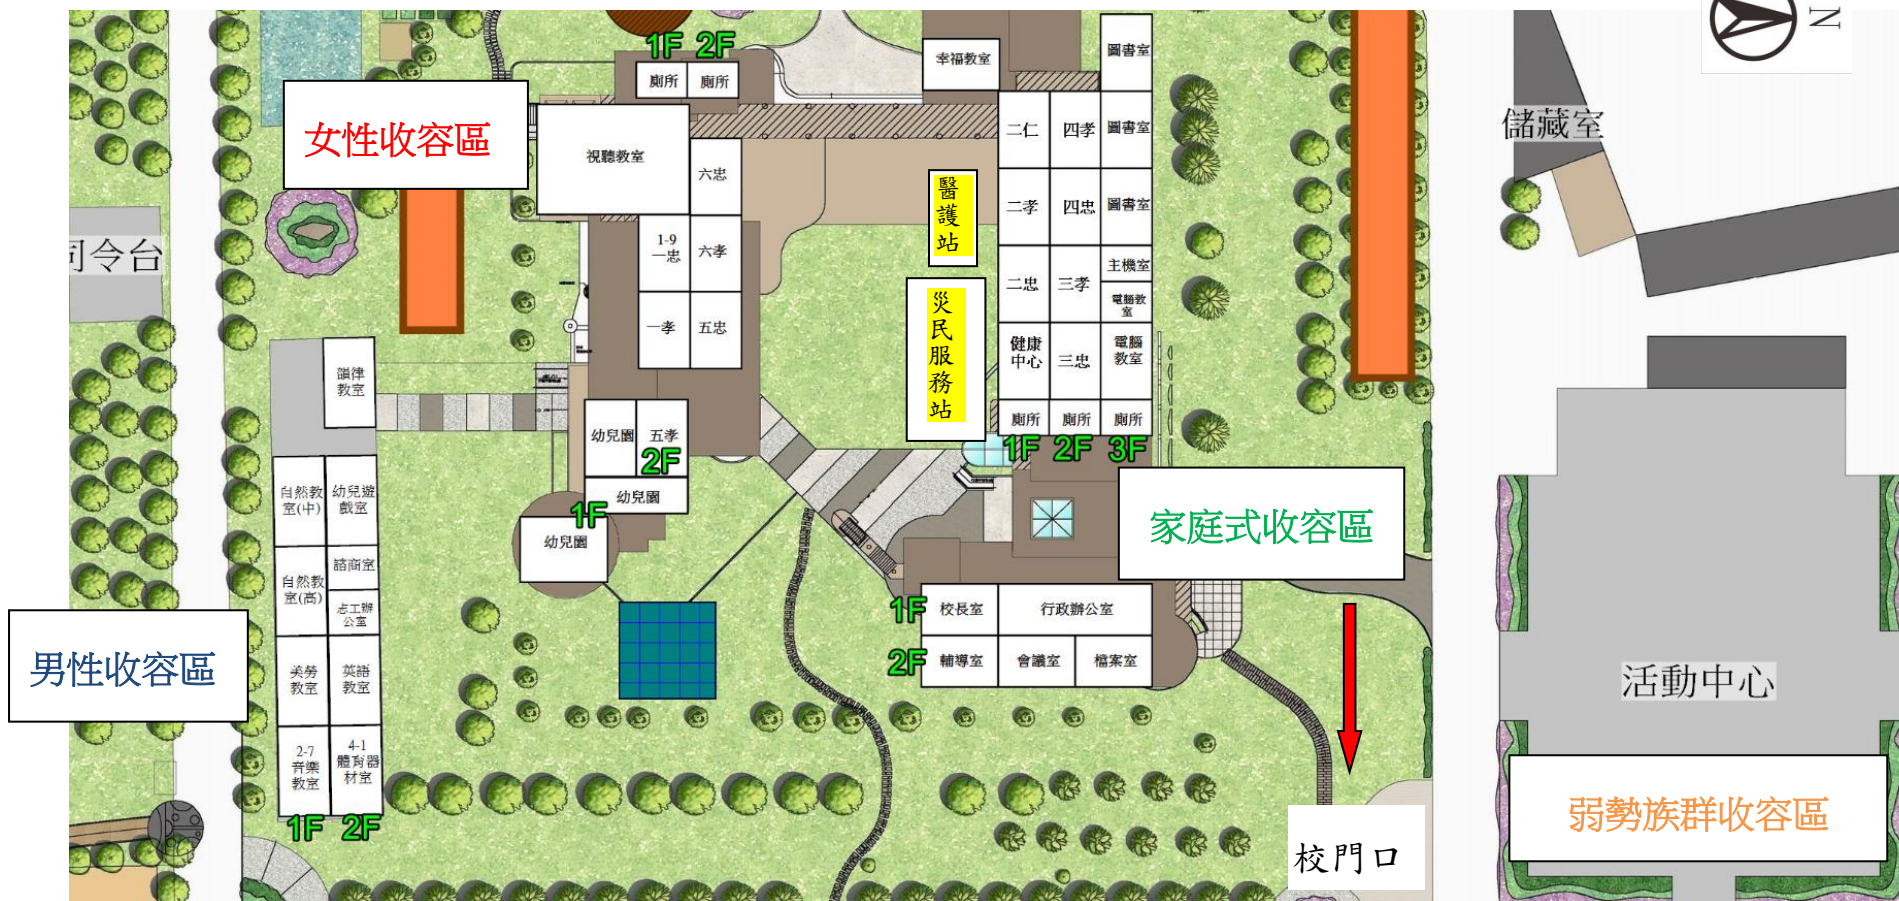 N
1F 2F
廁所
廁所
幸福教室
圖書室
女性收容區
視聽教室
六忠
二仁
四孝
圖書室
儲藏室
醫護站
二孝
四忠
圖書室
司令台
1-9
一忠
六孝
災民服務站
二忠
三孝
主機室
電腦教
室
一孝
五忠
健康
中心
三忠
電腦
教室
韻律
教室
幼兒園
五孝
2F
廁所
廁所
廁所
1F 2F 3F
幼兒園
1F
幼兒園
自然教
室(中)
幼兒遊
戲室
家庭式收容區
自然教
室(高)
諮商室
志工辦
公室
1F
校長室
行政辦公室
男性收容區
美勞
教室
英語
教室
2F
輔導室
會議室
檔案室
活動中心
2-7
音樂
教室
4-1
體育器
材室
1F 2F
弱勢族群收容區
校門口